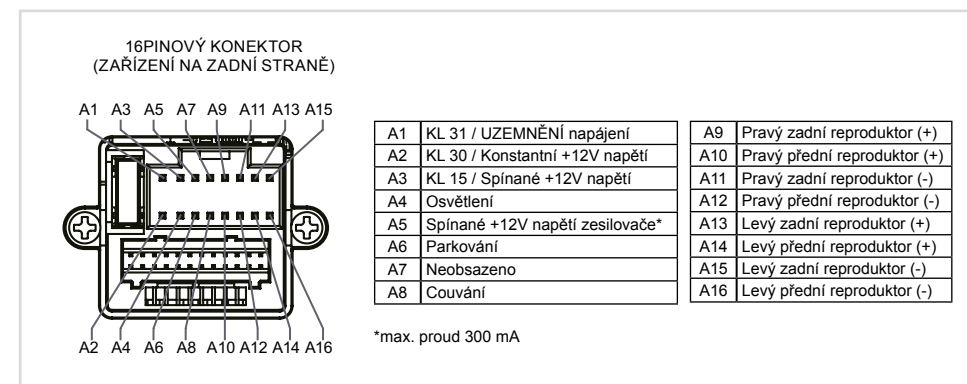 16PINOVÝ KONEKTOR
(ZAŘÍZENÍ NA ZADNÍ STRANĚ)
A1 A3 A5 A7 A9 A11 A13 A15
A2 A4 A6 A8 A10 A12 A14 A16
A1 KL 31 / UZEMNĚNÍ napájení
A2 KL 30 / Konstantní +12V napětí
A3 KL 15 / Spínané +12V napětí
A4 Osvětlení
A5 Spínané +12V napětí zesilovače*
A6 Parkování
A7 Neobsazeno
A8 Couvání
*max. proud 300 mA
A9 Pravý zadní reproduktor (+)
A10 Pravý přední reproduktor (+)
A11 Pravý zadní reproduktor (-)
A12 Pravý přední reproduktor (-)
A13 Levý zadní reproduktor (+)
A14 Levý přední reproduktor (+)
A15 Levý zadní reproduktor (-)
A16 Levý přední reproduktor (-)